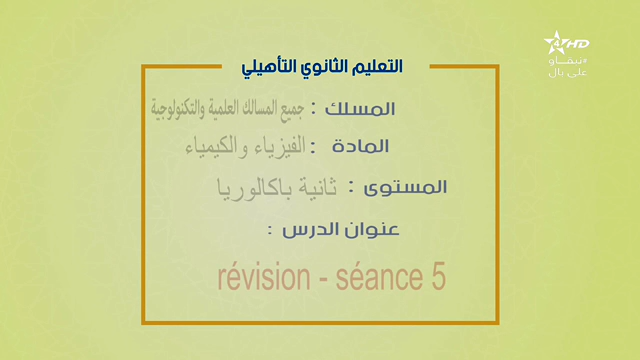 4HD
#نبقاو
على بال
التعليم الثانوي التأهيلي
المسلك : جميع المسالك العلمية والتكنولوجية
المادة : الفيزياء والكيمياء
المستوى : ثانية باكالوريا
عنوان الدرس :
révision - séance 5